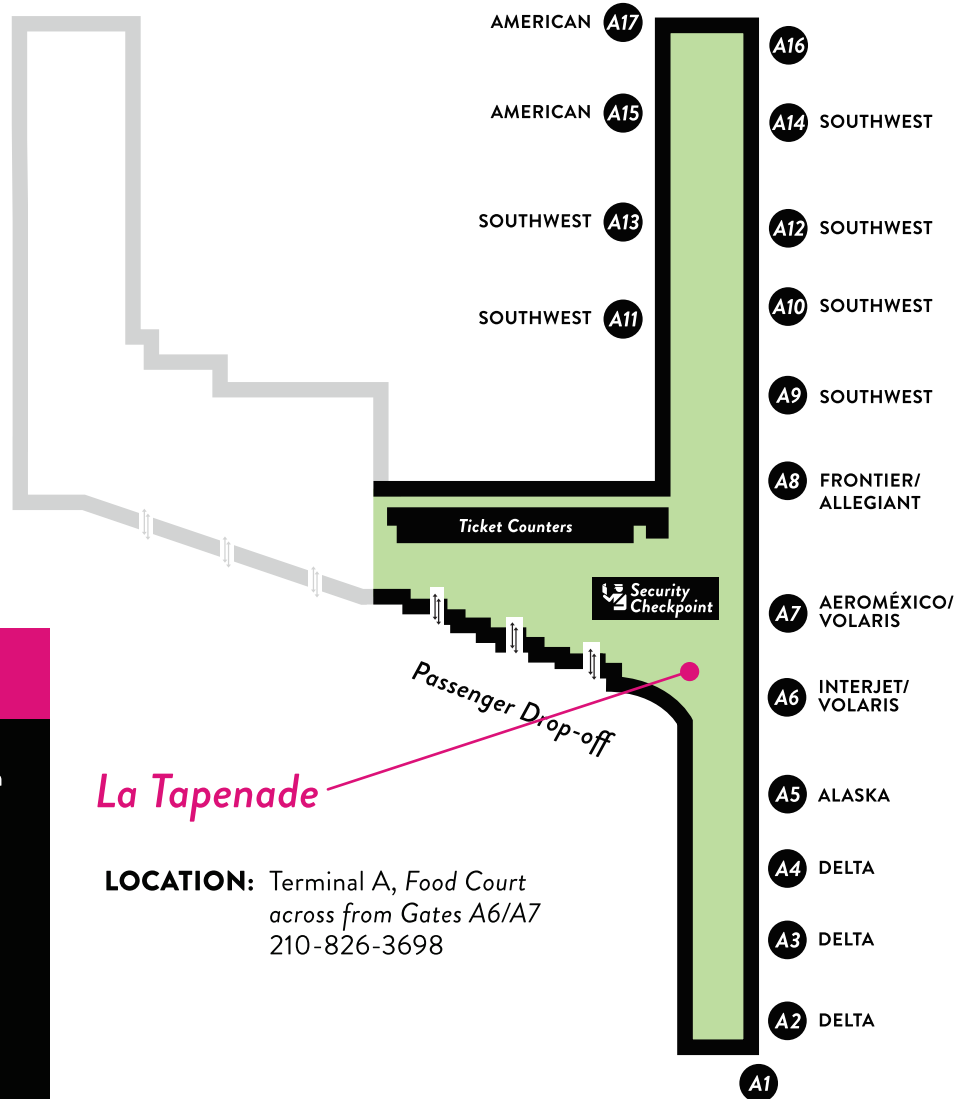 AMERICAN A17
A16
AMERICAN A15
A14 SOUTHWEST
SOUTHWEST A13
A12 SOUTHWEST
A10 SOUTHWEST
SOUTHWEST A11
A9 SOUTHWEST
A8 FRONTIER/
ALLEGIANT
Ticket Counters
Security
Checkpoint
A7 AEROMÉXICO/
VOLARIS
A6 INTERJET/
VOLARIS
Passenger Drop-off
La Tapenade
A5 ALASKA
A4 DELTA
LOCATION: Terminal A, Food Court
across from Gates A6/A7
210-826-3698
A3 DELTA
A2 DELTA
A1